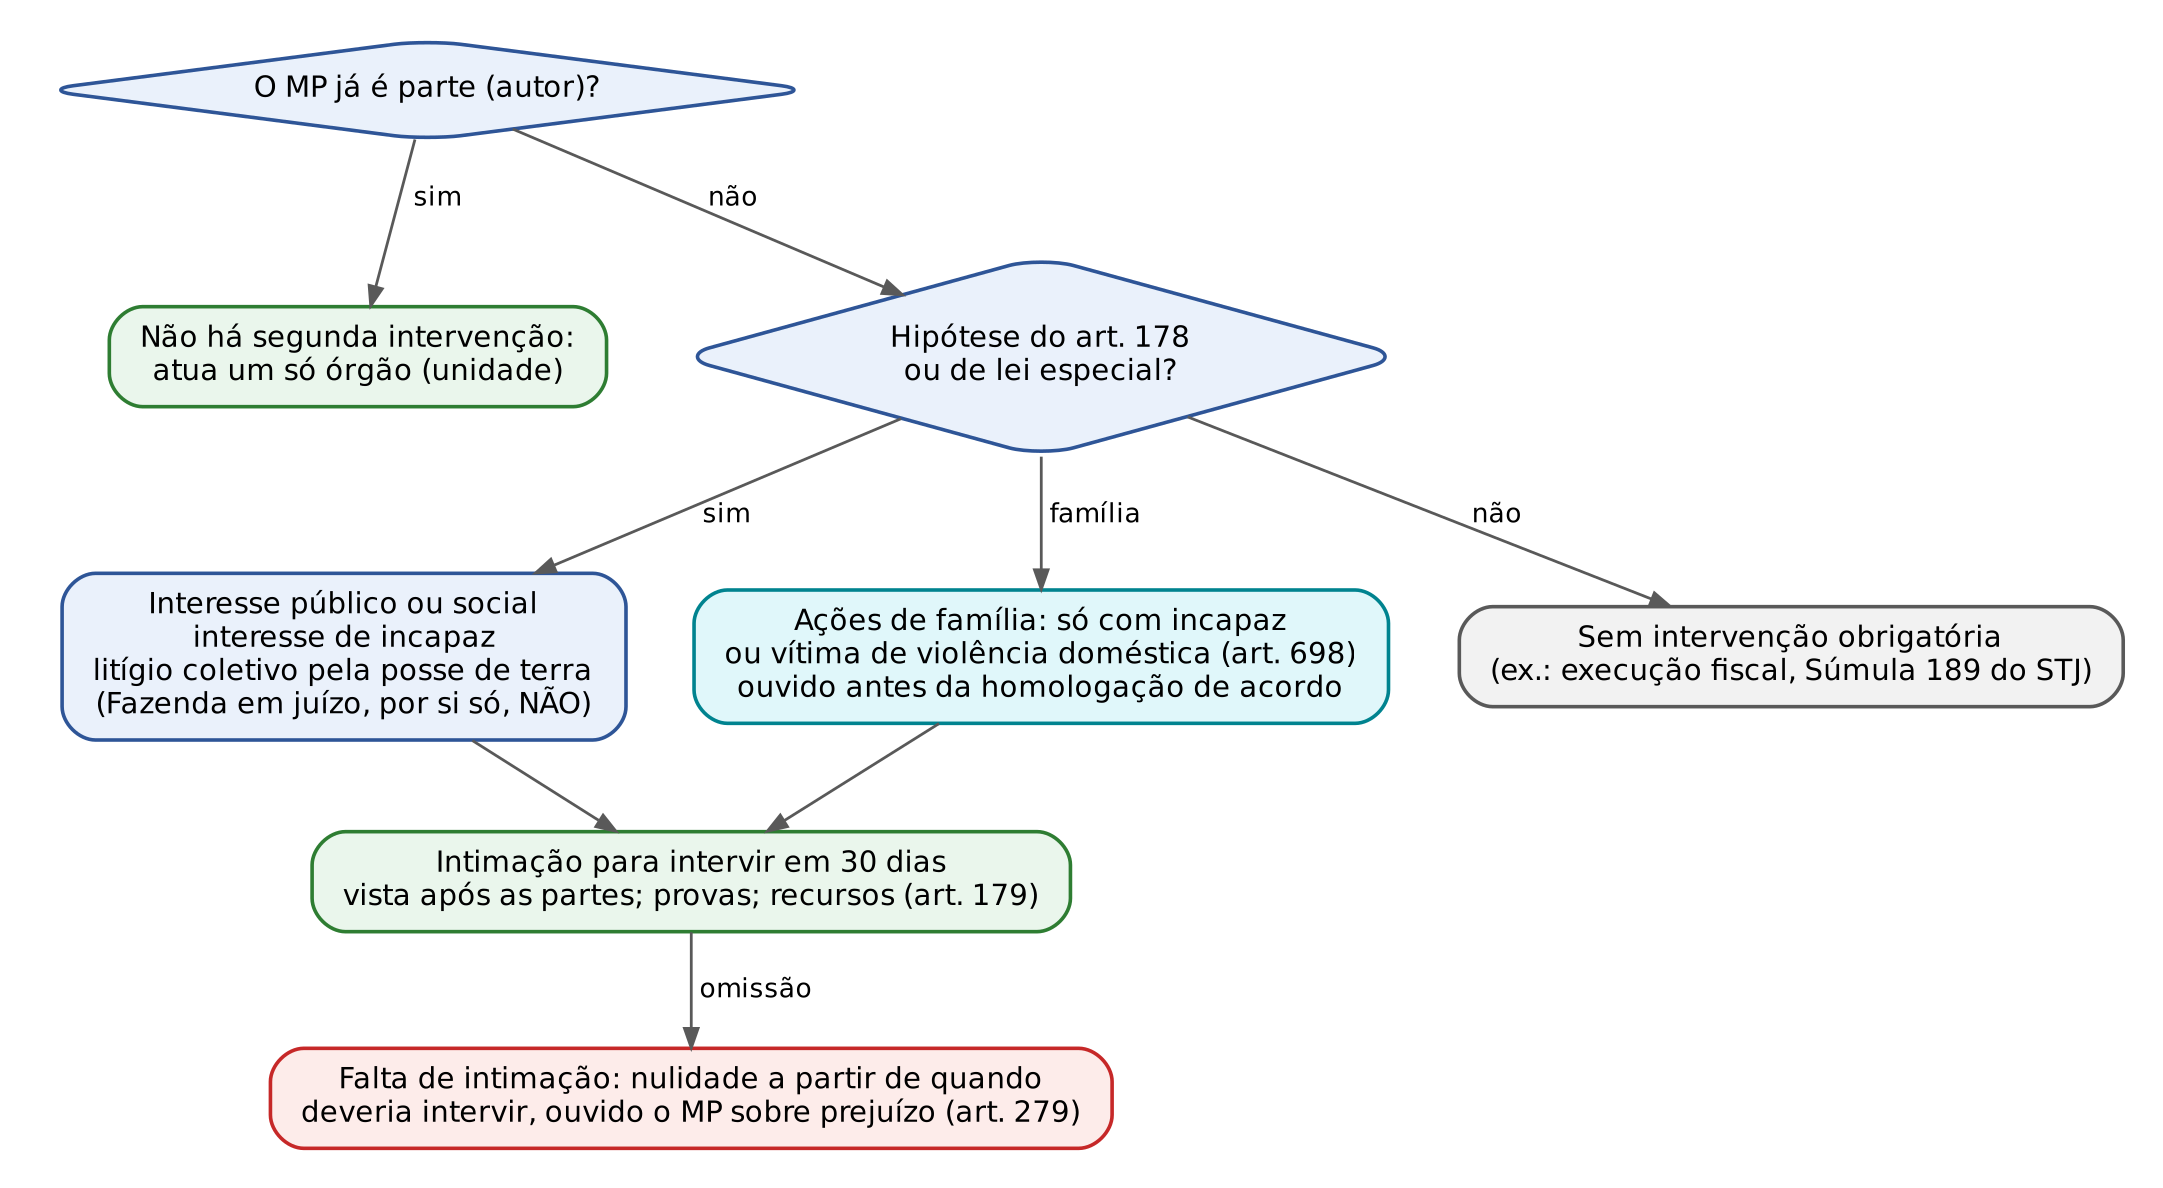 O MP já é parte (autor)?
sim
não
Não há segunda intervenção:
atua um só órgão (unidade)
Hipótese do art. 178
ou de lei especial?
sim
família
não
Interesse público ou social
interesse de incapaz
litígio coletivo pela posse de terra
(Fazenda em juízo, por si só, NÃO)
Ações de família: só com incapaz
ou vítima de violência doméstica (art. 698)
ouvido antes da homologação de acordo
Sem intervenção obrigatória
(ex.: execução fiscal, Súmula 189 do STJ)
Intimação para intervir em 30 dias
vista após as partes; provas; recursos (art. 179)
omissão
Falta de intimação: nulidade a partir de quando
deveria intervir, ouvido o MP sobre prejuízo (art. 279)